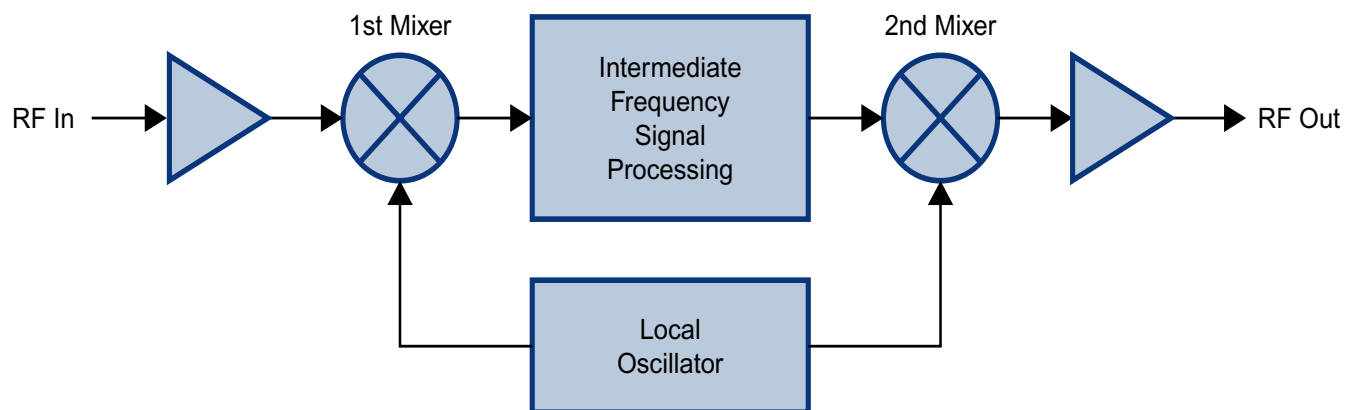 1st Mixer
2nd Mixer
RF In
Intermediate
Frequency
Signal
Processing
RF Out
Local
Oscillator